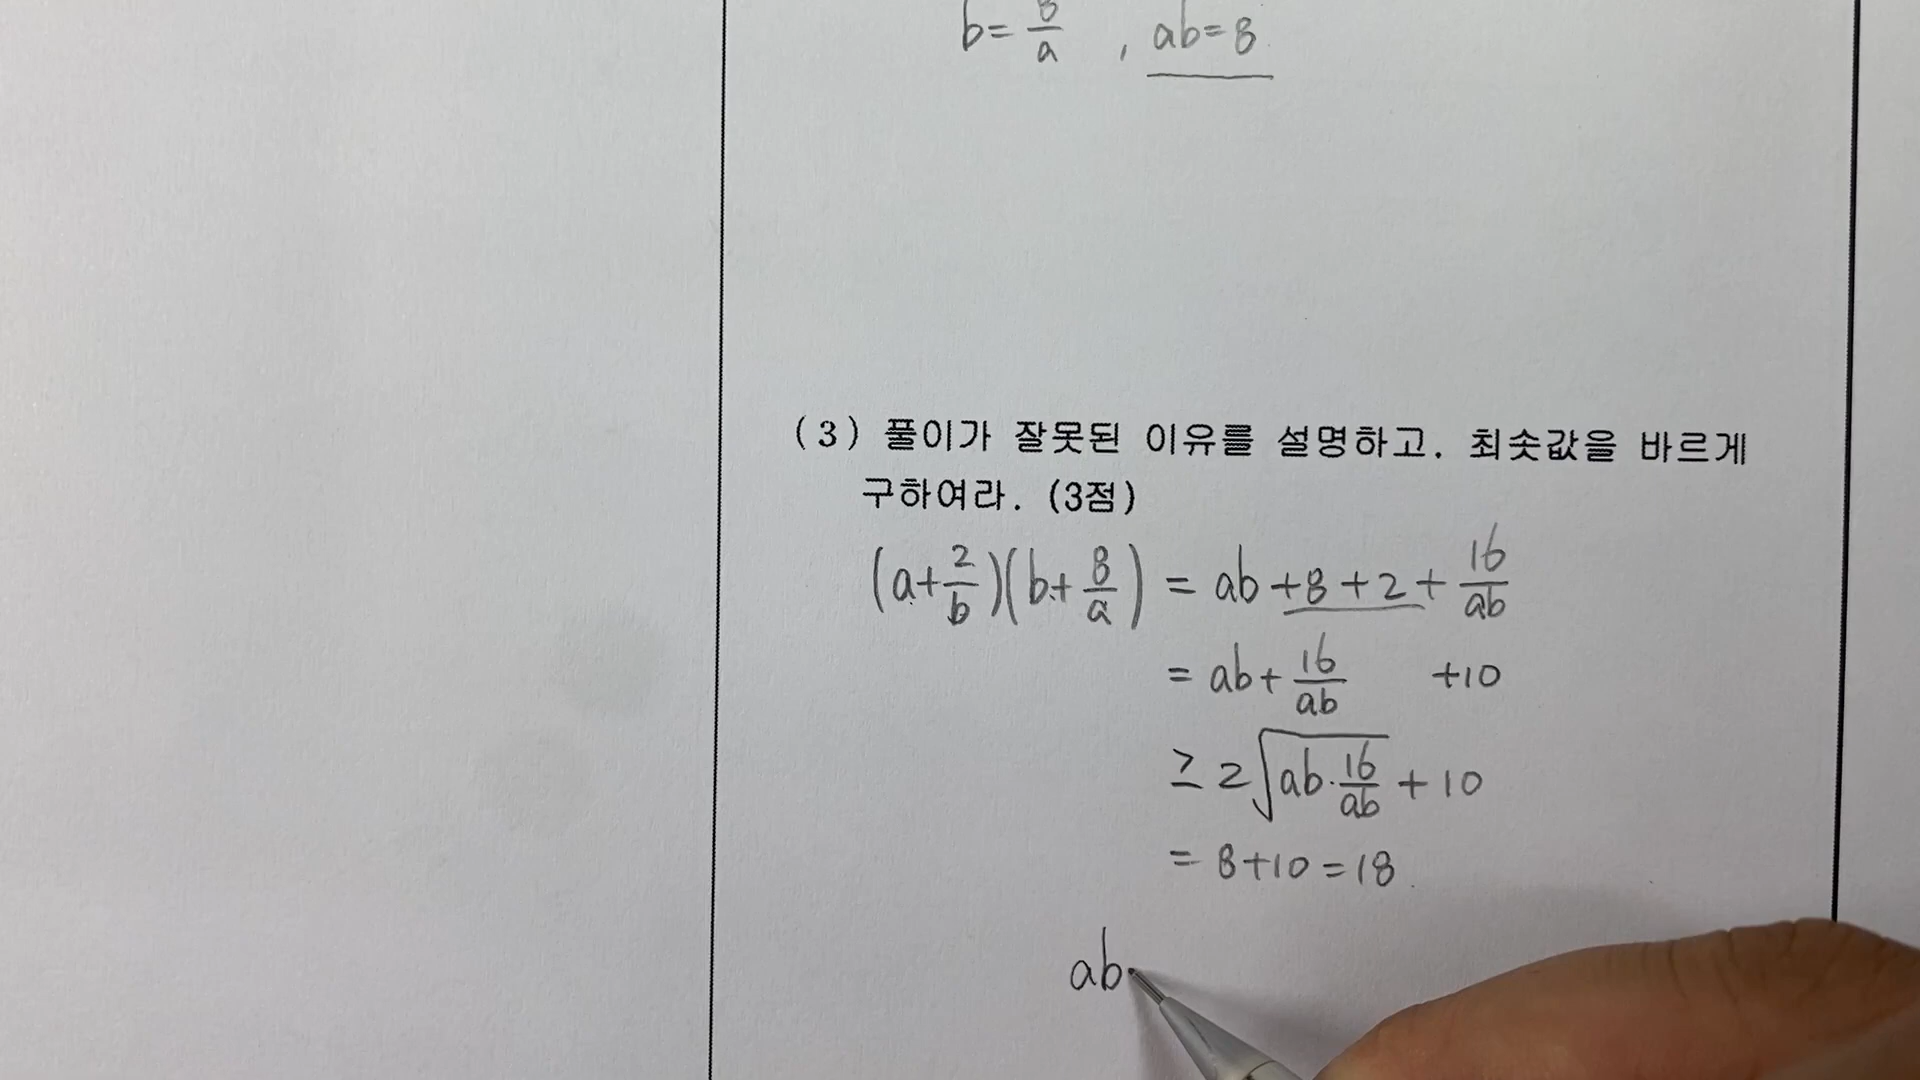 b = 8/a , ab = 8
(3) 풀이가 잘못된 이유를 설명하고. 최솟값을 바르게
구하여라. (3점)
(a + 2/b)(b + 8/a) = ab + 8 + 2 + 16/ab
= ab + 16/ab + 10
≥ 2√(ab · 16/ab) + 10
= 8 + 10 = 18
ab